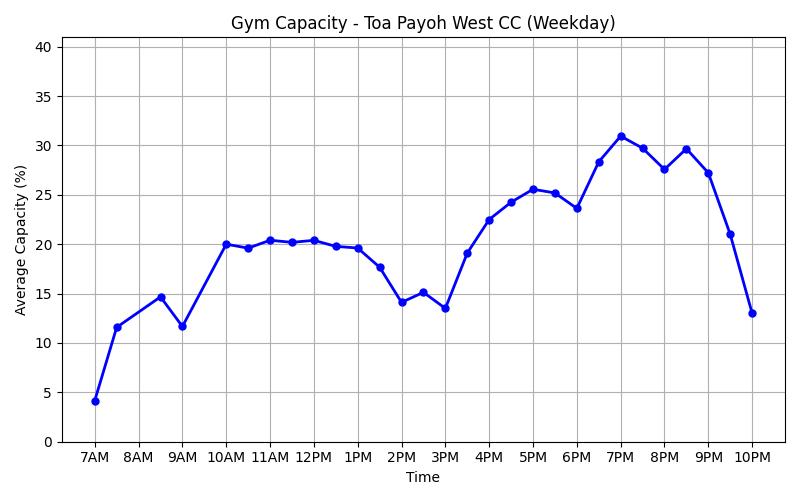 Gym Capacity - Toa Payoh West CC (Weekday)
40
35
30
25
20
15
10
5
0
Average Capacity (%)
7AM 8AM 9AM 10AM 11AM 12PM 1PM 2PM 3PM 4PM 5PM 6PM 7PM 8PM 9PM 10PM
Time